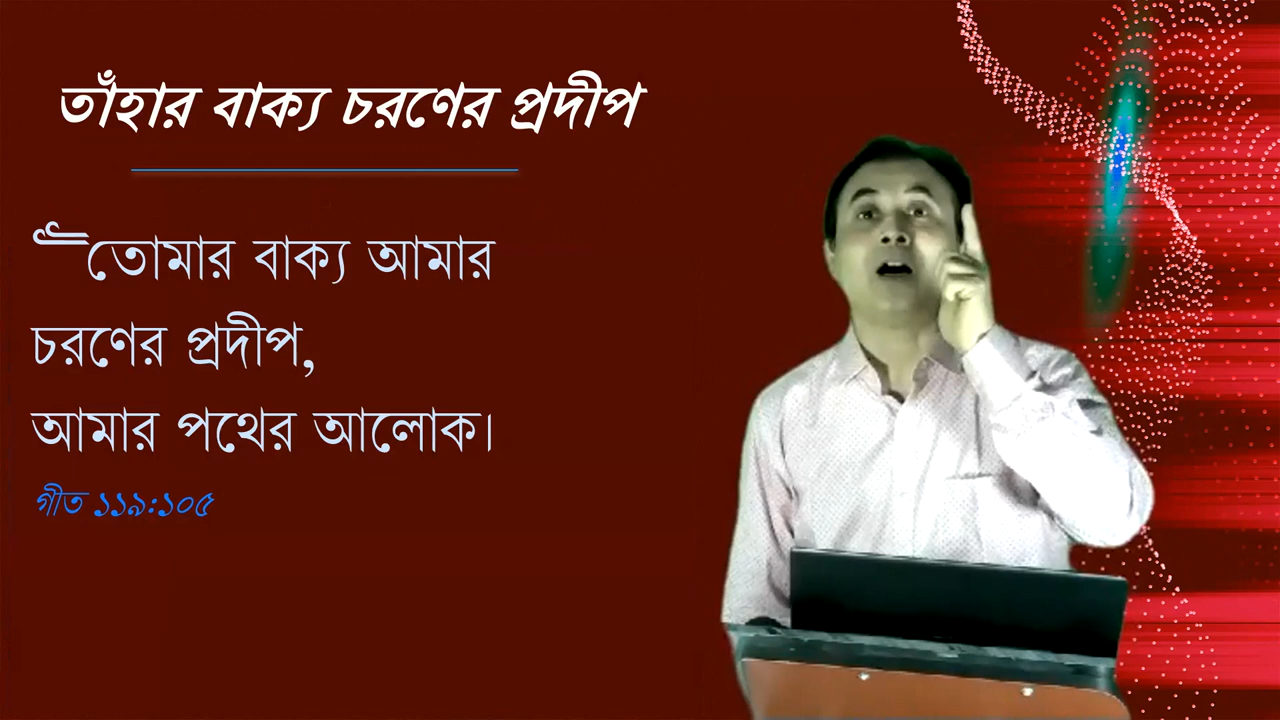 তাঁহার বাক্য চরণের প্রদীপ
তোমার বাক্য আমার
চরণের প্রদীপ,
আমার পথের আলোক।
গীত ১১৯:১০৫